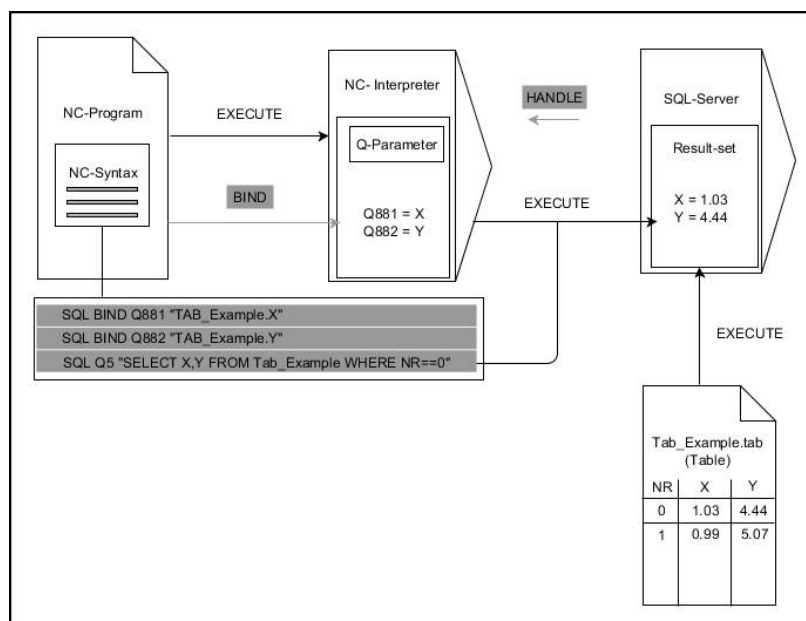 NC-Program
NC-Syntax
EXECUTE
BIND
NC- Interpreter
Q-Parameter
Q881 = X
Q882 = Y
HANDLE
EXECUTE
SQL-Server
Result-set
X = 1.03
Y = 4.44
SQL BIND Q881 "TAB_Example.X"
SQL BIND Q882 "TAB_Example.Y"
SQL Q5 "SELECT X,Y FROM Tab_Example WHERE NR==0"
EXECUTE
Tab_Example.tab
(Table)
NR X Y
0 1.03 4.44
1 0.99 5.07